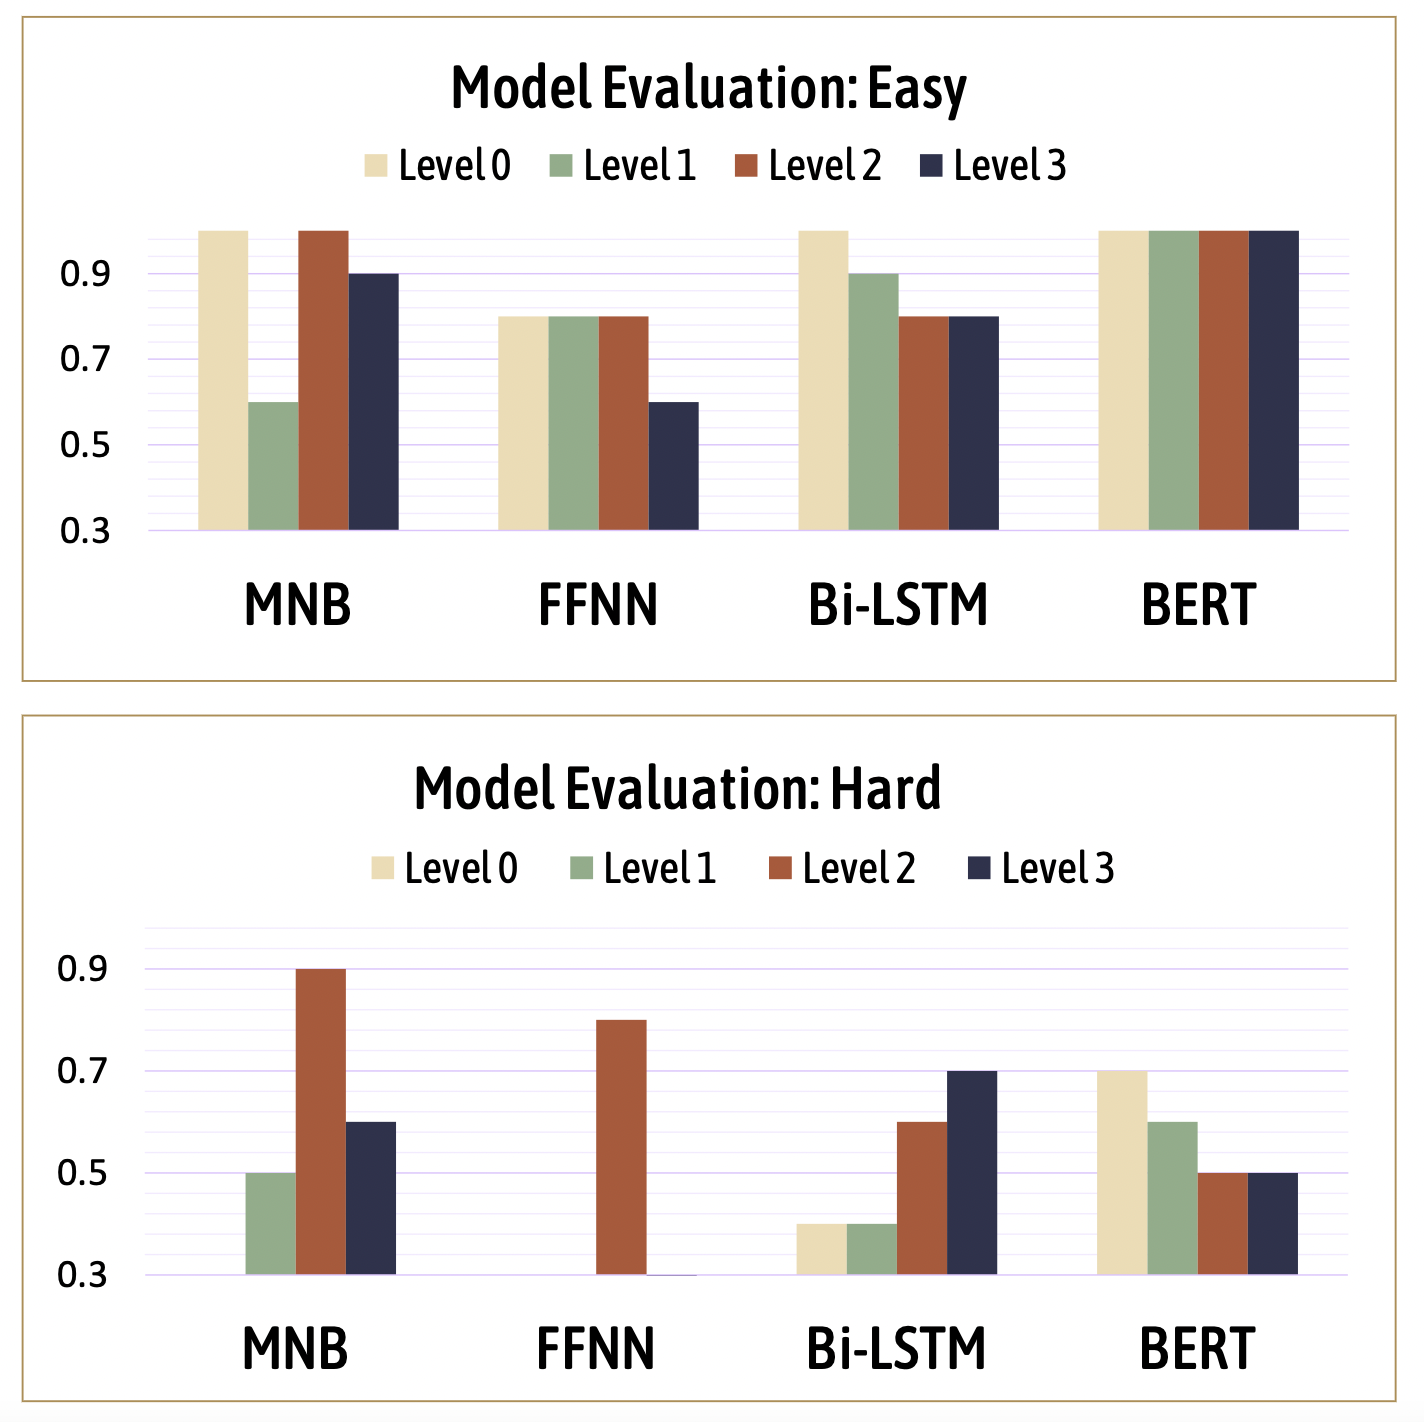 Model Evaluation: Easy
Level 0 Level 1 Level 2 Level 3
0.9
0.7
0.5
0.3
MNB FFNN Bi-LSTM BERT
Model Evaluation: Hard
Level 0 Level 1 Level 2 Level 3
0.9
0.7
0.5
0.3
MNB FFNN Bi-LSTM BERT